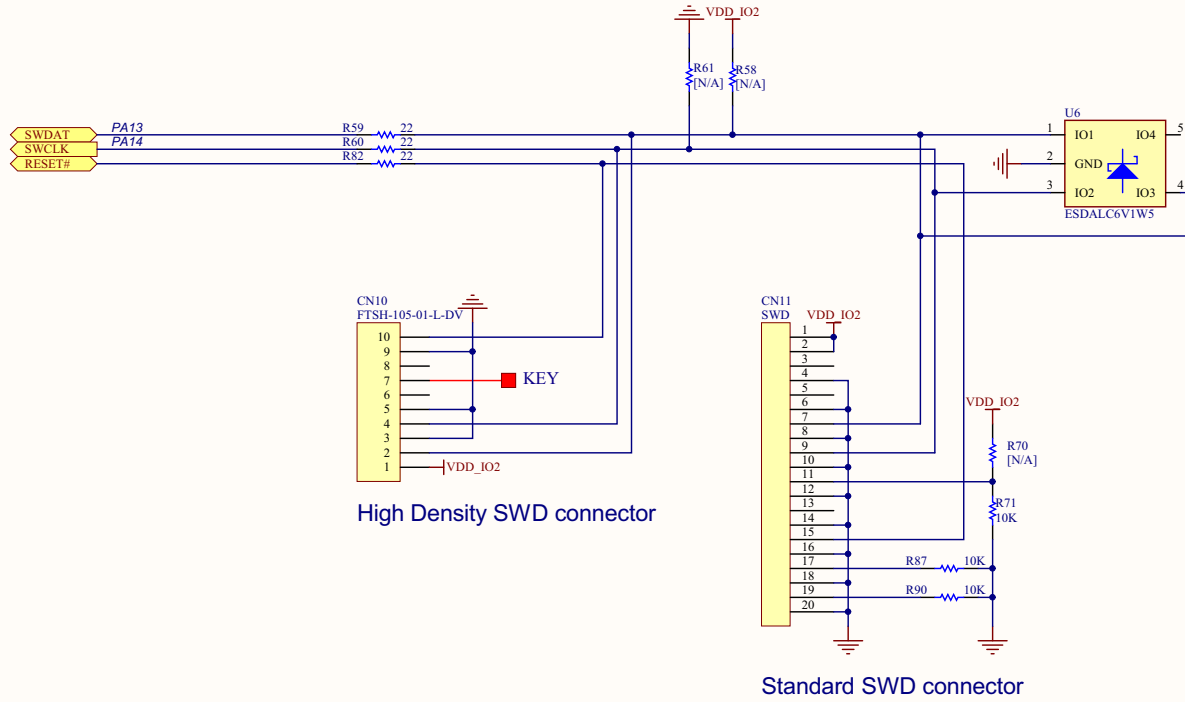 VDD_IO2
R61
[N/A]
R58
[N/A]
SWDAT
PA13
R59
22
SWCLK
PA14
R60
22
RESET#
R82
22
U6
1
IO1
IO4
5
2
GND
3
IO2
IO3
4
ESDALC6V1W5
CN10
FTSH-105-01-L-DV
10
9
8
7
KEY
6
5
4
3
2
1
VDD_IO2
High Density SWD connector
CN11
SWD
VDD_IO2
1
2
3
4
5
6
7
8
9
10
11
12
13
14
15
16
17
18
19
20
VDD_IO2
R70
[N/A]
R71
10K
R87
10K
R90
10K
Standard SWD connector